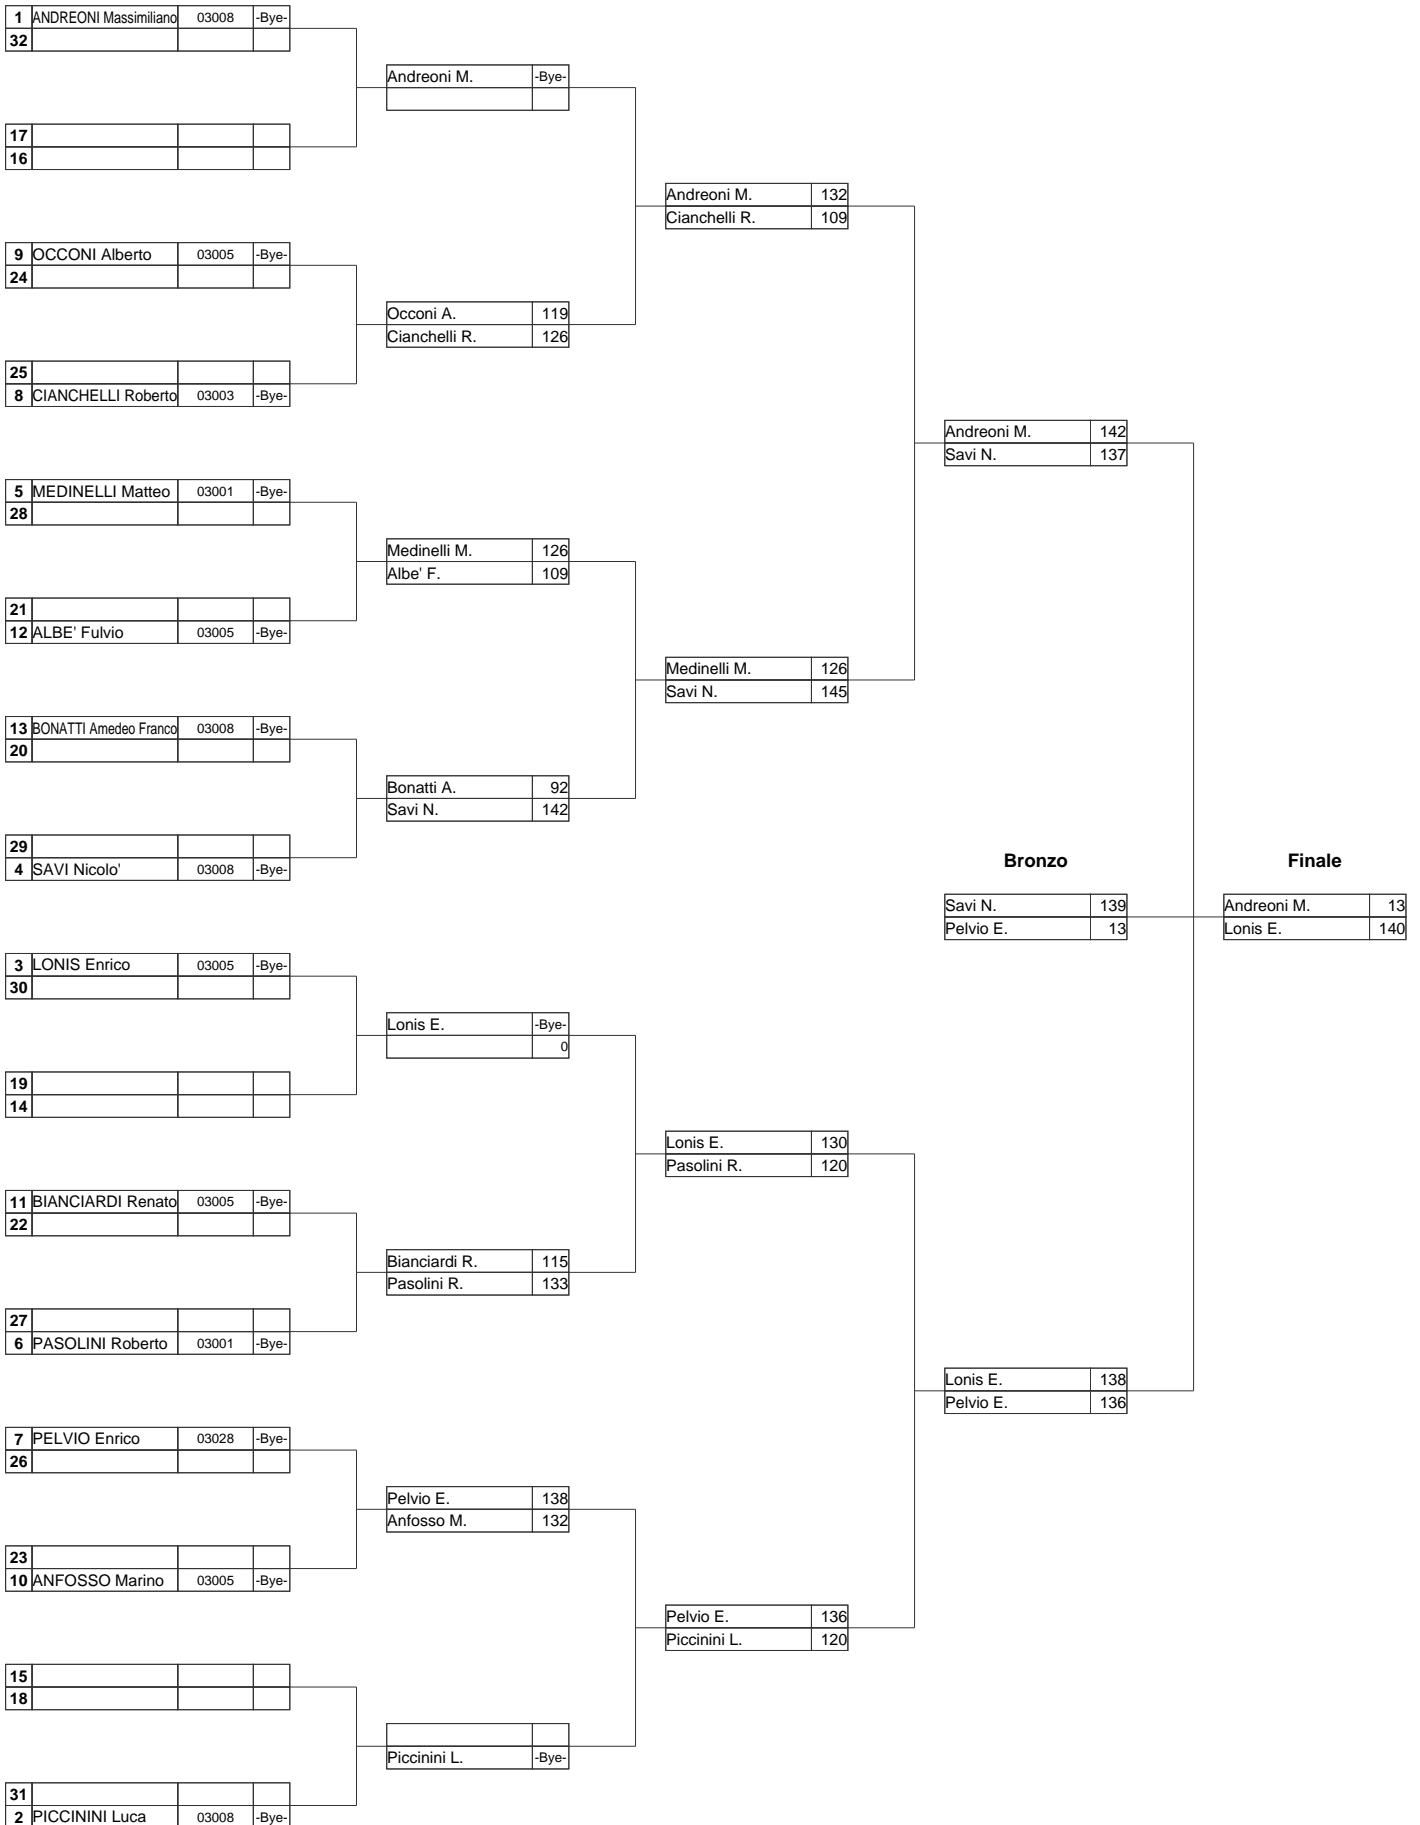 1 ANDREONI Massimiliano 03008 -Bye-
32
Andreoni M. -Bye-
17
16
Andreoni M. 132
Cianchelli R. 109
9 OCCONI Alberto 03005 -Bye-
24
Occoni A. 119
Cianchelli R. 126
25
8 CIANCHELLI Roberto 03003 -Bye-
Andreoni M. 142
Savi N. 137
5 MEDINELLI Matteo 03001 -Bye-
28
Medinelli M. 126
Albe' F. 109
21
12 ALBE' Fulvio 03005 -Bye-
Medinelli M. 126
Savi N. 145
13 BONATTI Amedeo Franco 03008 -Bye-
20
Bonatti A. 92
Savi N. 142
29
4 SAVI Nicolo' 03008 -Bye-
Bronzo Finale
Savi N. 139 Andreoni M. 13
Pelvio E. 13 Lonis E. 140
3 LONIS Enrico 03005 -Bye-
30
Lonis E. -Bye-
0
19
14
Lonis E. 130
Pasolini R. 120
11 BIANCIARDI Renato 03005 -Bye-
22
Bianciardi R. 115
Pasolini R. 133
27
6 PASOLINI Roberto 03001 -Bye-
Lonis E. 138
Pelvio E. 136
7 PELVIO Enrico 03028 -Bye-
26
Pelvio E. 138
Anfosso M. 132
23
10 ANFOSSO Marino 03005 -Bye-
Pelvio E. 136
Piccinini L. 120
15
18
Piccinini L. -Bye-
31
2 PICCININI Luca 03008 -Bye-